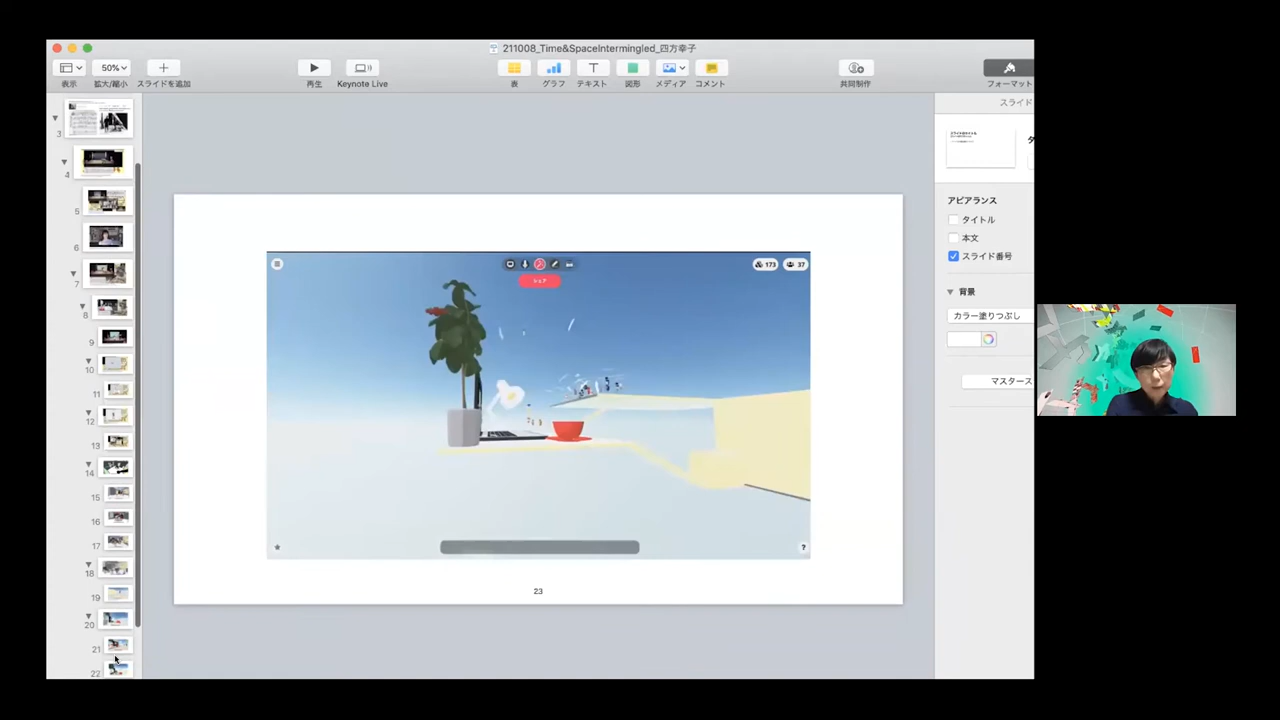 211008_Time&SpaceIntermingled_四方幸子
50%
表示
拡大/縮小
スライドを追加
再生
Keynote Live
表
グラフ
テキスト
図形
メディア
コメント
共同制作
フォーマット
スライド
3
4
5
6
7
8
9
10
11
12
13
14
15
16
17
18
19
20
21
22
シェア
173
37
?
23
アピアランス
タイトル
本文
スライド番号
背景
カラー塗りつぶし
マスタース